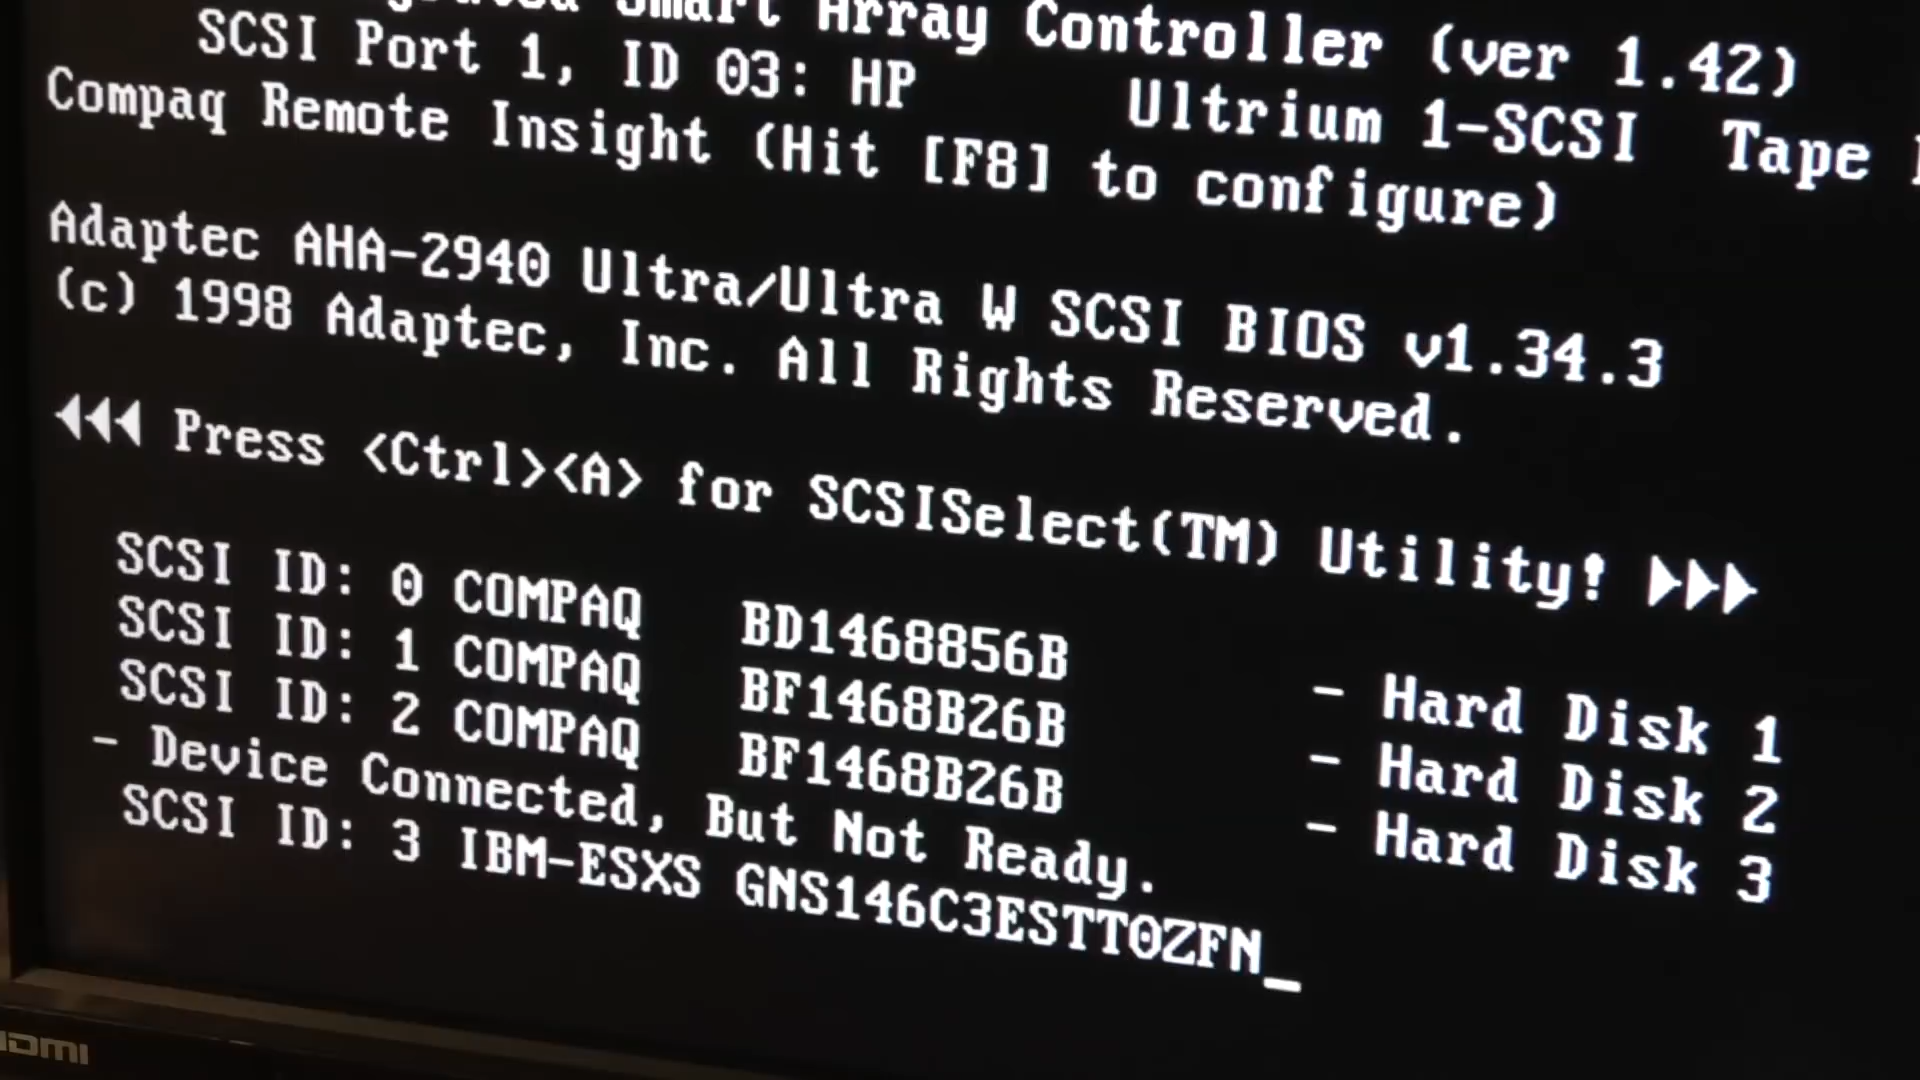 Smart Array Controller (ver 1.42)
SCSI Port 1, ID 03: HP Ultrium 1-SCSI Tape
Compaq Remote Insight (Hit [F8] to configure)
Adaptec AHA-2940 Ultra/Ultra W SCSI BIOS v1.34.3
(c) 1998 Adaptec, Inc. All Rights Reserved.
◀◀◀ Press <Ctrl><A> for SCSISelect(TM) Utility! ▶▶▶
SCSI ID: 0 COMPAQ BD1468856B - Hard Disk 1
SCSI ID: 1 COMPAQ BF1468B26B - Hard Disk 2
SCSI ID: 2 COMPAQ BF1468B26B - Hard Disk 3
- Device Connected, But Not Ready.
SCSI ID: 3 IBM-ESXS GNS146C3ESTT0ZFN_
HDMI